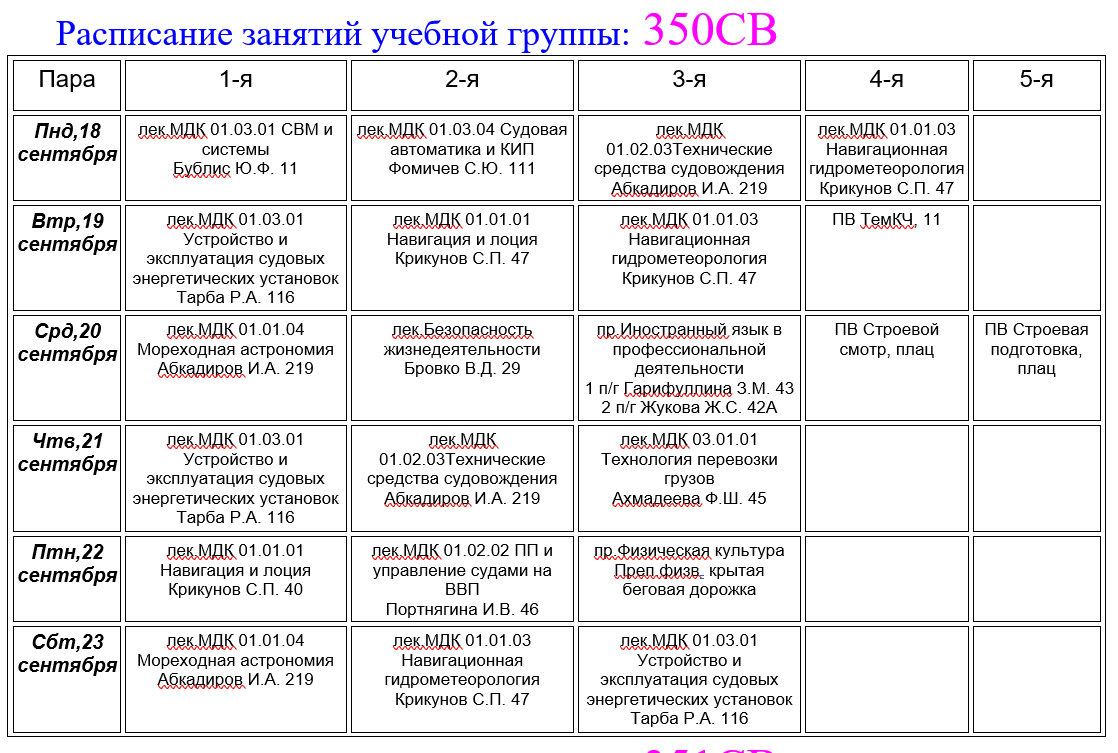 Расписание занятий учебной группы: 350СВ
Пара
1-я
2-я
3-я
4-я
5-я
Пнд,18
сентября
лек.МДК 01.03.01 СВМ и
системы
Бублис Ю.Ф. 11
лек.МДК 01.03.04 Судовая
автоматика и КИП
Фомичев С.Ю. 111
лек.МДК
01.02.03Технические
средства судовождения
Абкадиров И.А. 219
лек.МДК 01.01.03
Навигационная
гидрометеорология
Крикунов С.П. 47
Втр,19
сентября
лек.МДК 01.03.01
Устройство и
эксплуатация судовых
энергетических установок
Тарба Р.А. 116
лек.МДК 01.01.01
Навигация и лоция
Крикунов С.П. 47
лек.МДК 01.01.03
Навигационная
гидрометеорология
Крикунов С.П. 47
ПВ ТемКЧ, 11
Срд,20
сентября
лек.МДК 01.01.04
Мореходная астрономия
Абкадиров И.А. 219
лек.Безопасность
жизнедеятельности
Бровко В.Д. 29
пр.Иностранный язык в
профессиональной
деятельности
1 п/г Гарифуллина З.М. 43
2 п/г Жукова Ж.С. 42А
ПВ Строевой
смотр, плац
ПВ Строевая
подготовка,
плац
Чтв,21
сентября
лек.МДК 01.03.01
Устройство и
эксплуатация судовых
энергетических установок
Тарба Р.А. 116
лек.МДК
01.02.03Технические
средства судовождения
Абкадиров И.А. 219
лек.МДК 03.01.01
Технология перевозки
грузов
Ахмадеева Ф.Ш. 45
Птн,22
сентября
лек.МДК 01.01.01
Навигация и лоция
Крикунов С.П. 40
лек.МДК 01.02.02 ПП и
управление судами на
ВВП
Портнягина И.В. 46
пр.Физическая культура
Преп.физв. крытая
беговая дорожка
Сбт,23
сентября
лек.МДК 01.01.04
Мореходная астрономия
Абкадиров И.А. 219
лек.МДК 01.01.03
Навигационная
гидрометеорология
Крикунов С.П. 47
лек.МДК 01.03.01
Устройство и
эксплуатация судовых
энергетических установок
Тарба Р.А. 116